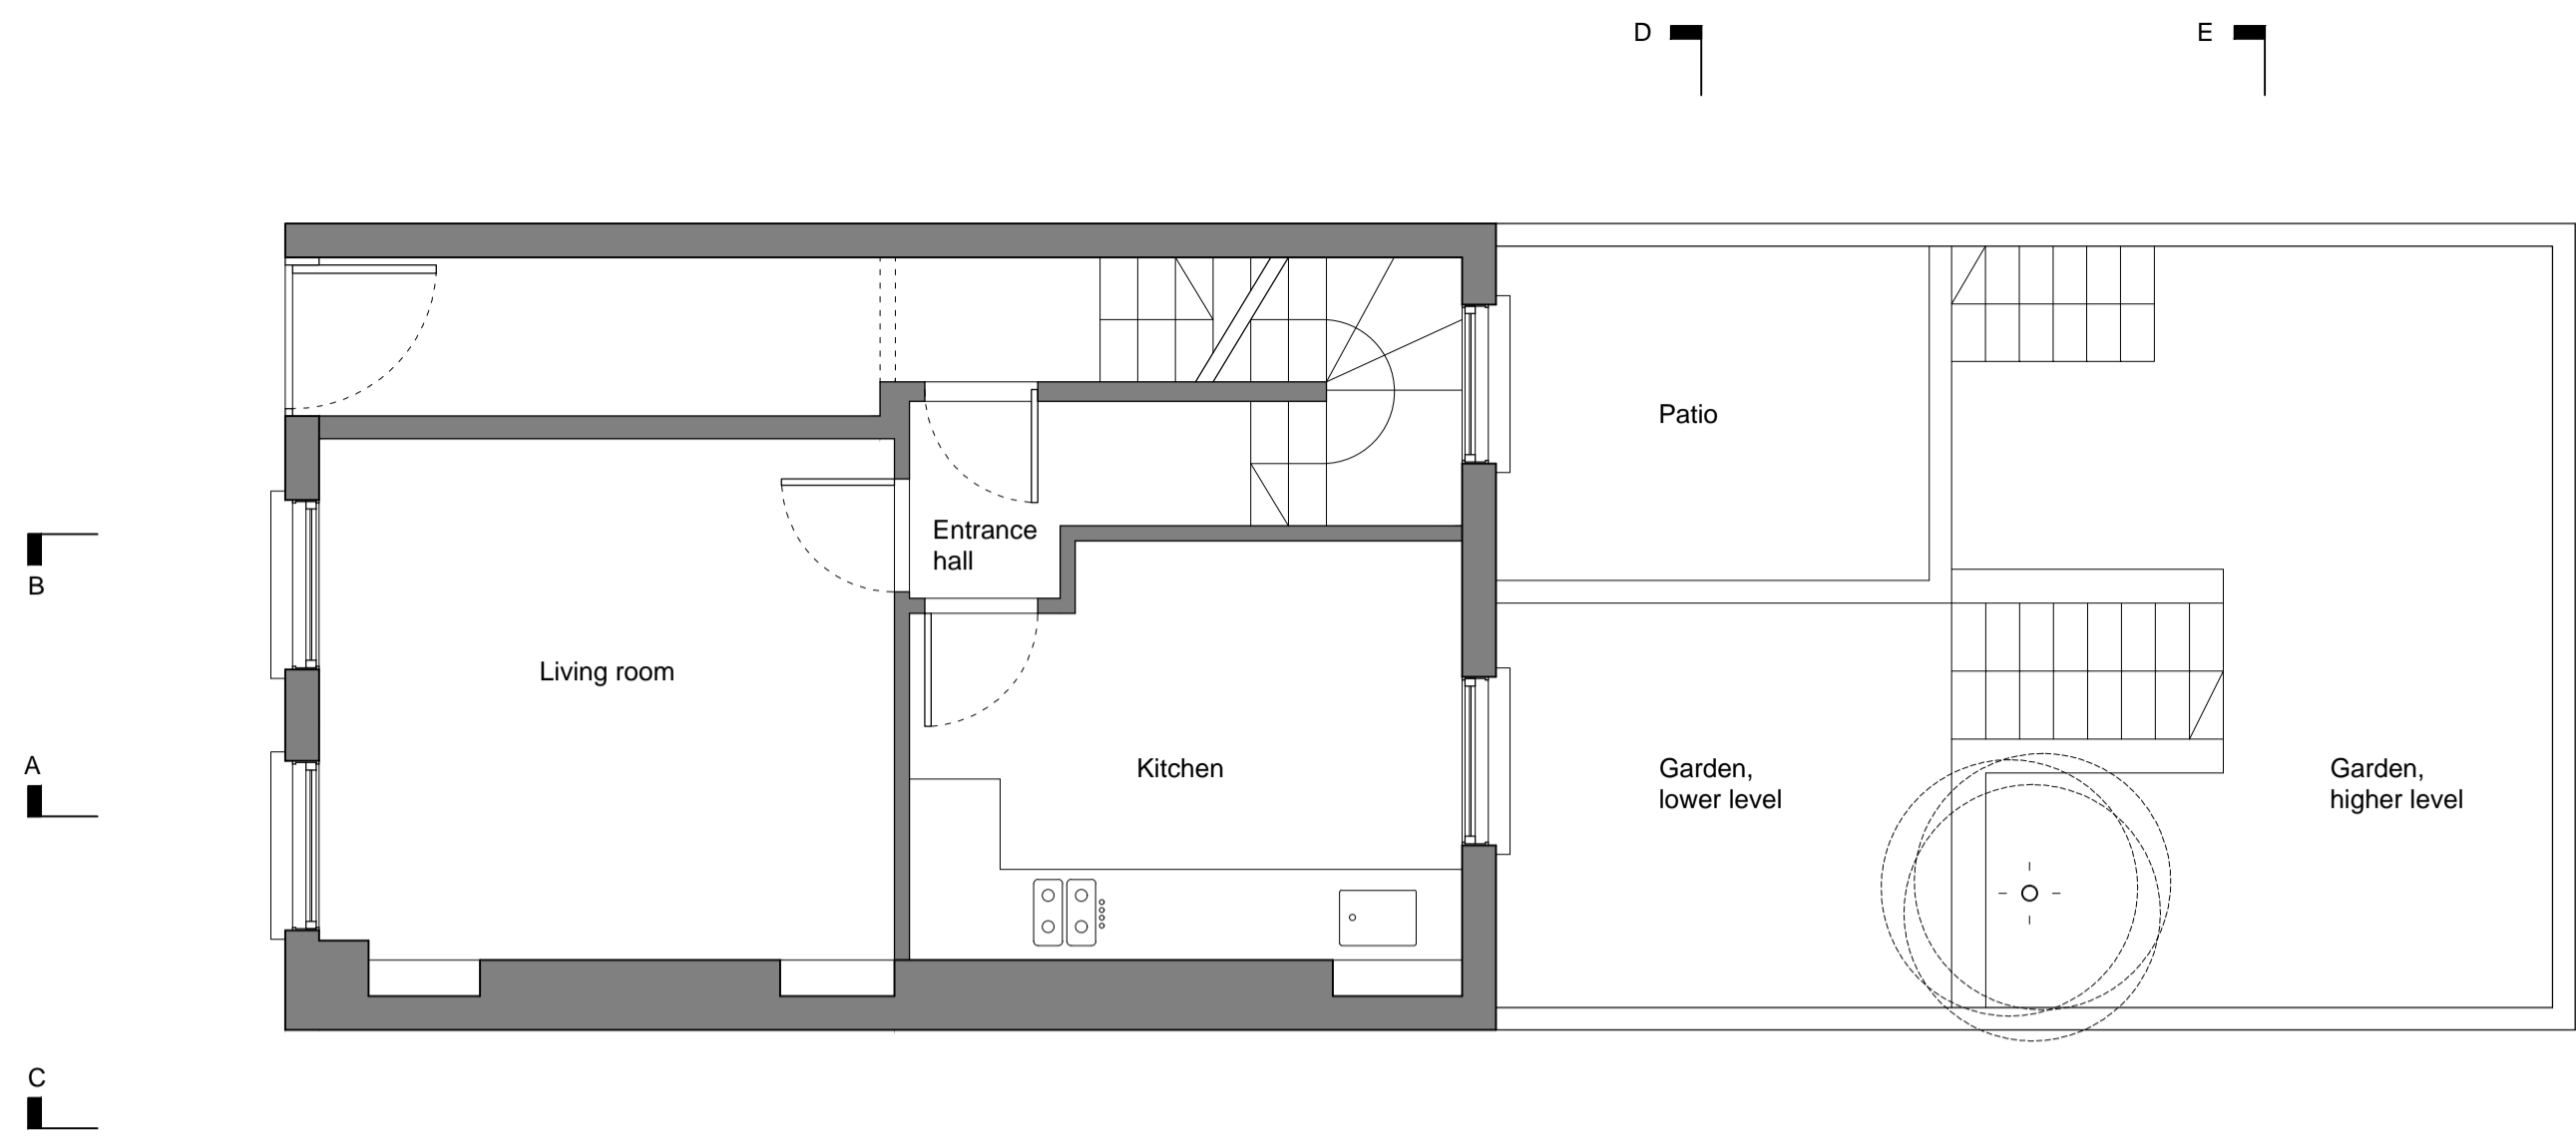 D
E
Patio
Entrance
hall
B
Living room
A
Kitchen
Garden,
lower level
Garden,
higher level
C